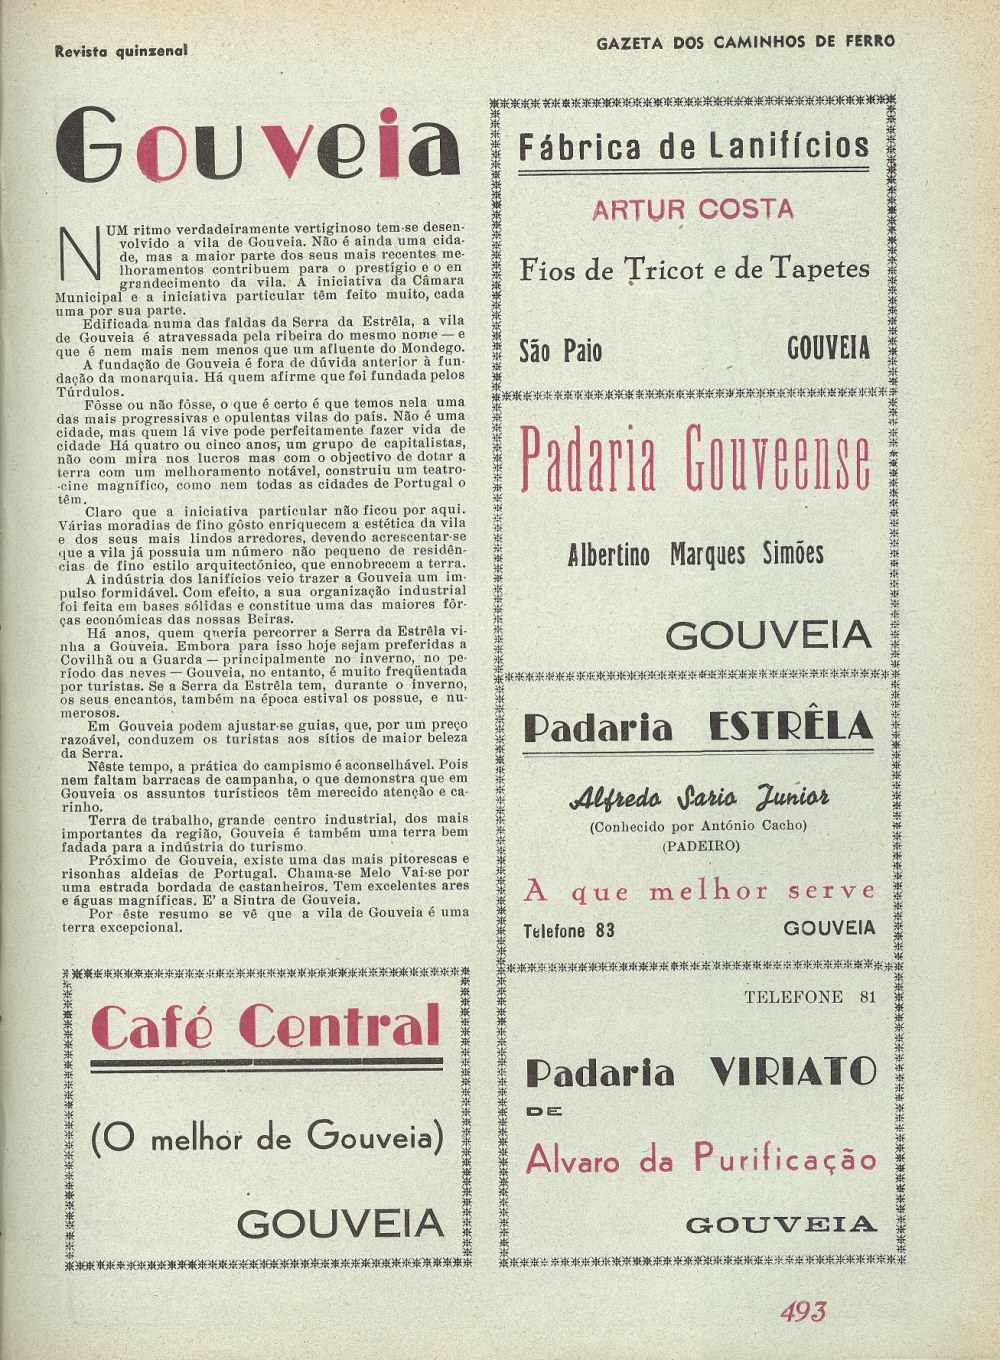 Revista quinzenal
GAZETA DOS CAMINHOS DE FERRO
Gouveia
NUM ritmo verdadeiramente vertiginoso tem-se desen-
volvido a vila de Gouveia. Não é ainda uma cida-
de, mas a maior parte dos seus mais recentes me-
lhoramentos contribuem para o prestígio e o en
grandecimento da vila. A iniciativa da Câmara
Municipal e a iniciativa particular têm feito muito, cada
uma por sua parte.
Edificada numa das faldas da Serra da Estrêla, a vila
de Gouveia é atravessada pela ribeira do mesmo nome — e
que é nem mais nem menos que um afluente do Mondego.
A fundação de Gouveia é fora de dúvida anterior à fun-
dação da monarquia. Há quem afirme que foi fundada pelos
Túrdulos.
Fôsse ou não fôsse, o que é certo é que temos nela uma
das mais progressivas e opulentas vilas do país. Não é uma
cidade, mas quem lá vive pode perfeitamente fazer vida de
cidade Há quatro ou cinco anos, um grupo de capitalistas,
não com mira nos lucros mas com o objectivo de dotar a
terra com um melhoramento notável, construiu um teatro-
-cine magnífico, como nem todas as cidades de Portugal o
têm.
Claro que a iniciativa particular não ficou por aqui.
Várias moradias de fino gôsto enriquecem a estética da vila
e dos seus mais lindos arredores, devendo acrescentar-se
que a vila já possuia um número não pequeno de residên-
cias de fino estilo arquitectónico, que ennobrecem a terra.
A indústria dos lanifícios veio trazer a Gouveia um im-
pulso formidável. Com efeito, a sua organização industrial
foi feita em bases sólidas e constitue uma das maiores fôr-
ças económicas das nossas Beiras.
Há anos, quem queria percorrer a Serra da Estrêla vi-
nha a Gouveia. Embora para isso hoje sejam preferidas a
Covilhã ou a Guarda — principalmente no inverno, no pe-
ríodo das neves — Gouveia, no entanto, é muito freqüentada
por turistas. Se a Serra da Estrêla tem, durante o inverno,
os seus encantos, também na época estival os possue, e nu-
merosos.
Em Gouveia podem ajustar-se guias, que, por um preço
razoável, conduzem os turistas aos sítios de maior beleza
da Serra.
Nêste tempo, a prática do campismo é aconselhável. Pois
nem faltam barracas de campanha, o que demonstra que em
Gouveia os assuntos turísticos têm merecido atenção e ca-
rinho.
Terra de trabalho, grande centro industrial, dos mais
importantes da região, Gouveia é também uma terra bem
fadada para a indústria do turismo.
Próximo de Gouveia, existe uma das mais pitorescas e
risonhas aldeias de Portugal. Chama-se Melo Vai-se por
uma estrada bordada de castanheiros. Tem excelentes ares
e águas magníficas. E' a Sintra de Gouveia.
Por êste resumo se vê que a vila de Gouveia é uma
terra excepcional.
Café Central
(O melhor de Gouveia)
GOUVEIA
Fábrica de Lanifícios
ARTUR COSTA
Fios de Tricot e de Tapetes
São Paio GOUVEIA
Padaria Gouveense
Albertino Marques Simões
GOUVEIA
Padaria ESTRÊLA
Alfredo Sario Junior
(Conhecido por António Cacho)
(PADEIRO)
A que melhor serve
Telefone 83 GOUVEIA
TELEFONE 81
Padaria VIRIATO
DE
Alvaro da Purificação
GOUVEIA
493